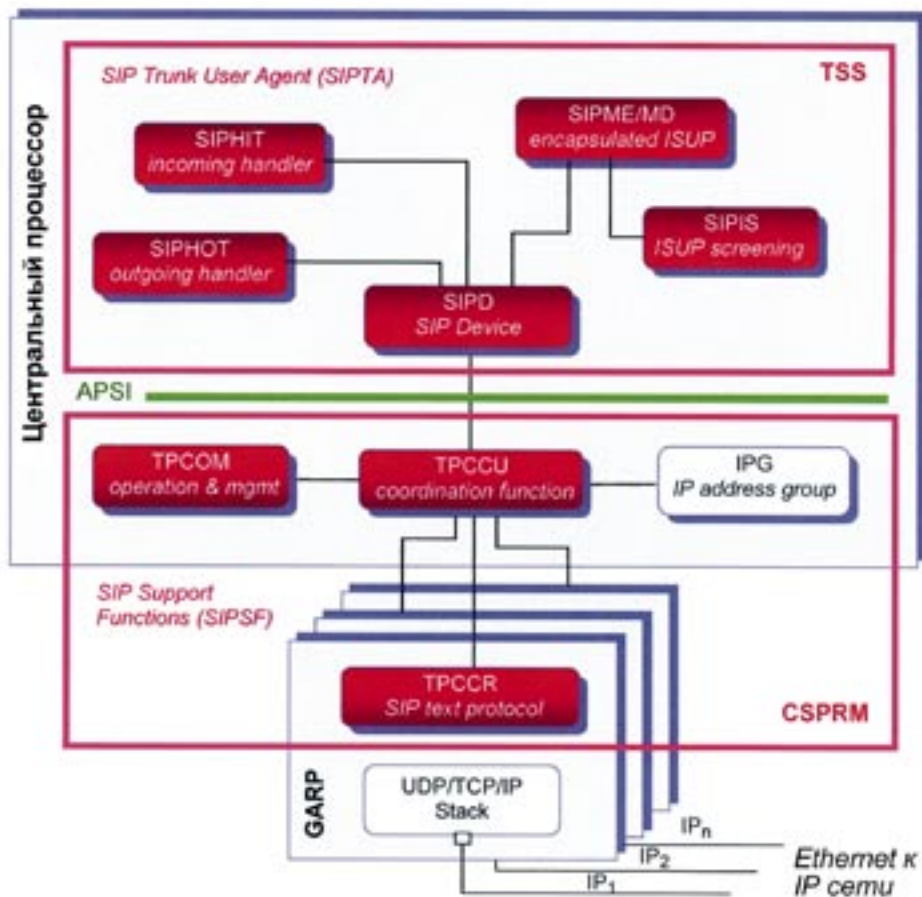 Центральный процессор
SIP Trunk User Agent (SIPTA)
TSS
SIPHIT
incoming handler
SIPME/MD
encapsulated ISUP
SIPHOT
outgoing handler
SIPIS
ISUP screening
SIPD
SIP Device
APSI
TPCOM
operation & mgmt
TPCCU
coordination function
IPG
IP address group
SIP Support
Functions (SIPSF)
TPCCR
SIP text protocol
CSPRM
GARP
UDP/TCP/IP
Stack
IPn
IP2
IP1
Ethernet к
IP сети